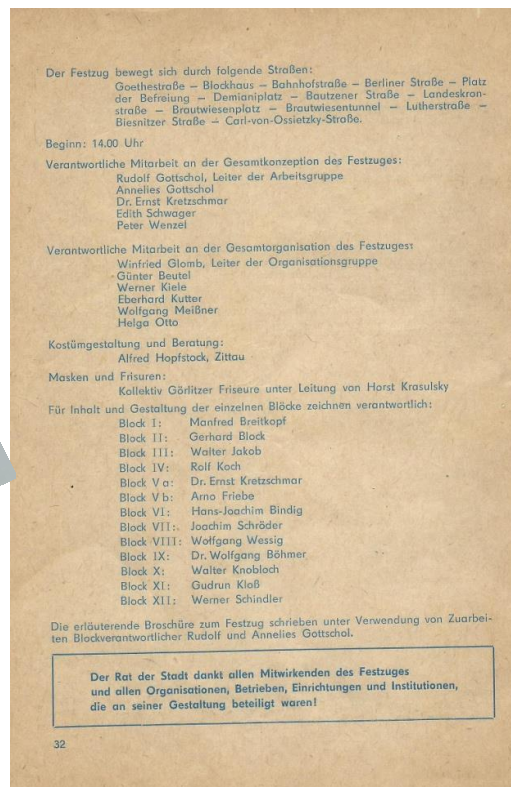 Der Festzug bewegt sich durch folgende Straßen:
Goethestraße – Blockhaus – Bahnhofstraße – Berliner Straße – Platz
der Befreiung – Demianiplatz – Bautzener Straße – Landeskron-
straße – Brautwiesenplatz – Brautwiesentunnel – Lutherstraße –
Biesnitzer Straße – Carl-von-Ossietzky-Straße.
Beginn: 14.00 Uhr
Verantwortliche Mitarbeit an der Gesamtkonzeption des Festzuges:
Rudolf Gottschol, Leiter der Arbeitsgruppe
Annelies Gottschol
Dr. Ernst Kretzschmar
Edith Schwager
Peter Wenzel
Verantwortliche Mitarbeit an der Gesamtorganisation des Festzuges:
Winfried Glomb, Leiter der Organisationsgruppe
Günter Beutel
Werner Kiele
Eberhard Kutter
Wolfgang Meißner
Helga Otto
Kostümgestaltung und Beratung:
Alfred Hopfstock, Zittau
Masken und Frisuren:
Kollektiv Görlitzer Friseure unter Leitung von Horst Krasulsky
Für Inhalt und Gestaltung der einzelnen Blöcke zeichnen verantwortlich:
Block I: Manfred Breitkopf
Block II: Gerhard Block
Block III: Walter Jakob
Block IV: Rolf Koch
Block V a: Dr. Ernst Kretzschmar
Block V b: Arno Friebe
Block VI: Hans-Joachim Bindig
Block VII: Joachim Schröder
Block VIII: Wolfgang Wessig
Block IX: Dr. Wolfgang Böhmer
Block X: Walter Knobloch
Block XI: Gudrun Kloß
Block XII: Werner Schindler
Die erläuternde Broschüre zum Festzug schrieben unter Verwendung von Zuarbei-
ten Blockverantwortlicher Rudolf und Annelies Gottschol.
Der Rat der Stadt dankt allen Mitwirkenden des Festzuges
und allen Organisationen, Betrieben, Einrichtungen und Institutionen,
die an seiner Gestaltung beteiligt waren!
32